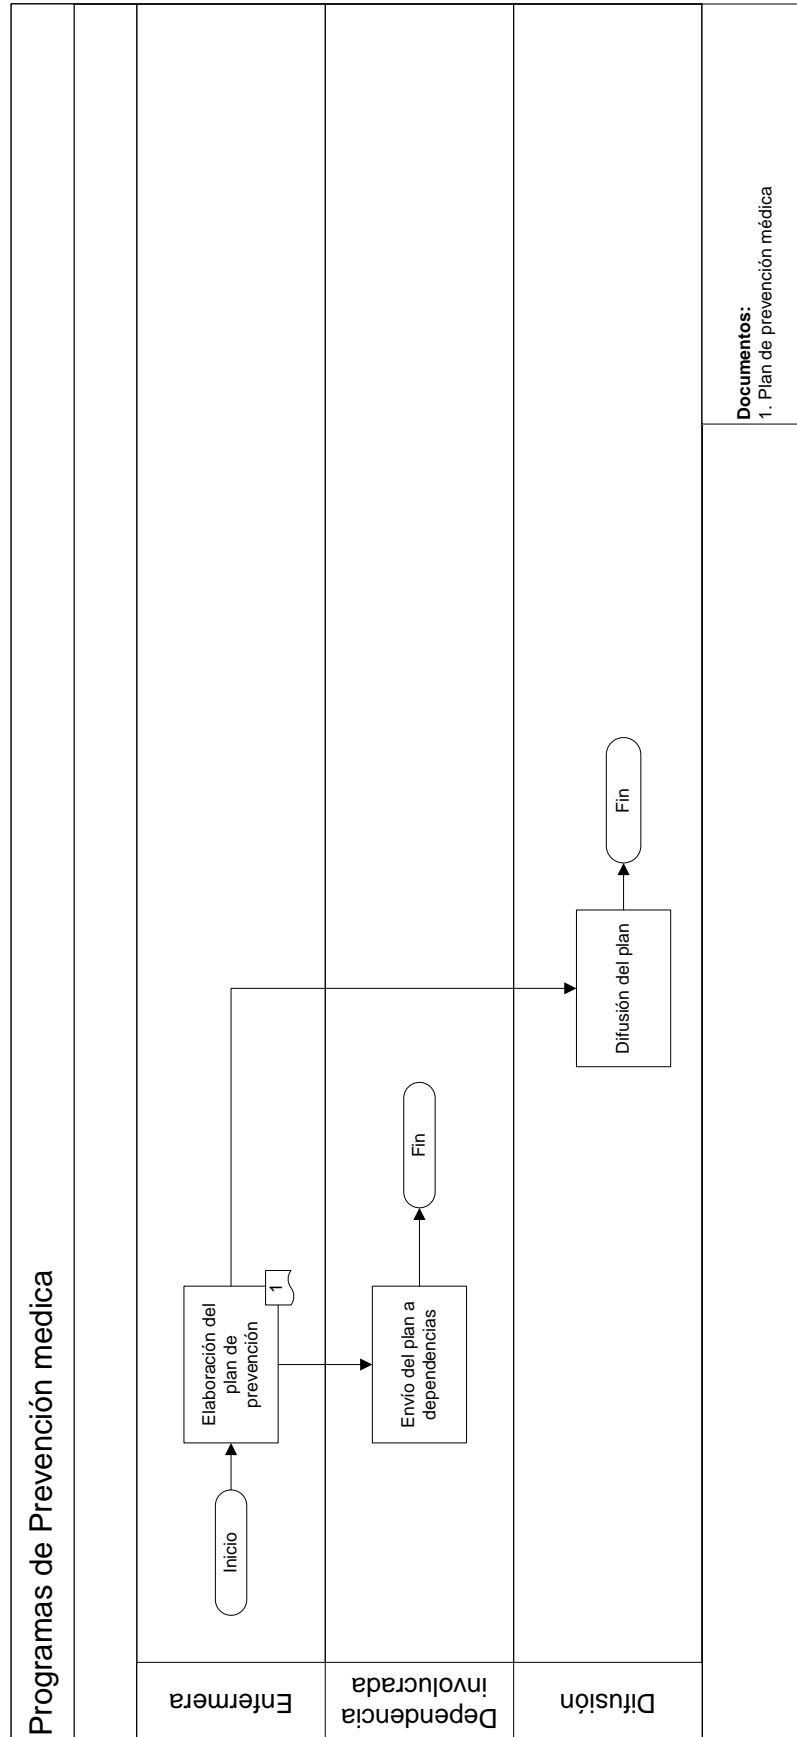 Programas de Prevención medica
Enfermera
Inicio
Elaboración del
plan de
prevención
1
Dependencia
involucrada
Envío del plan a
dependencias
Fin
Difusión
Difusión del plan
Fin
Documentos:
1. Plan de prevención médica